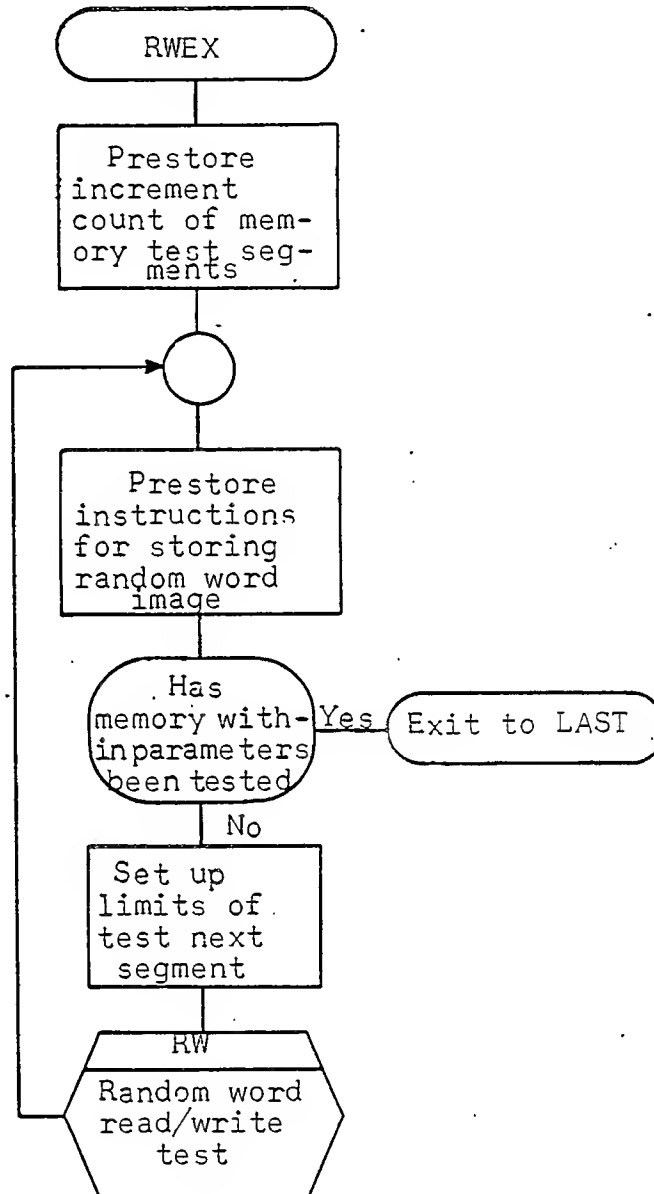 RWEX
Prestore
increment
count of mem-
ory test seg-
ments
Prestore
instructions
for storing
random word
image
Has
memory with-
in parameters
been tested
Yes
Exit to LAST
No
Set up
limits of
test next
segment
RW
Random word
read/write
test